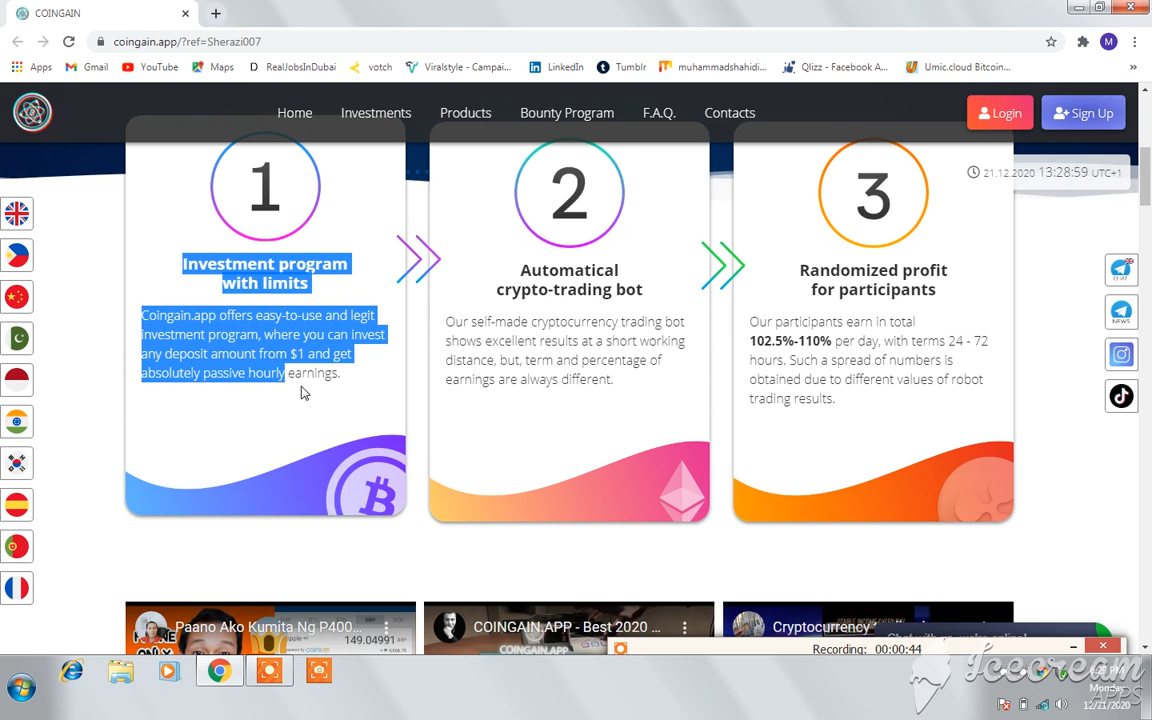 COINGAIN
coingain.app/?ref=Sherazi007
M
Apps
Gmail
YouTube
Maps
RealJobsInDubai
votch
Viralstyle - Campai...
LinkedIn
Tumblr
muhammadshahidi...
Qlizz - Facebook A...
Umic.cloud Bitcoin...
Home
Investments
Products
Bounty Program
F.A.Q.
Contacts
Login
Sign Up
21.12.2020 13:28:59 UTC+1
1
Investment program
with limits
Coingain.app offers easy-to-use and legit
investment program, where you can invest
any deposit amount from $1 and get
absolutely passive hourly earnings.
2
Automatical
crypto-trading bot
Our self-made cryptocurrency trading bot
shows excellent results at a short working
distance, but, term and percentage of
earnings are always different.
3
Randomized profit
for participants
Our participants earn in total
102.5%-110% per day, with terms 24 - 72
hours. Such a spread of numbers is
obtained due to different values of robot
trading results.
CHAT
NEWS
Paano Ako Kumita Ng P400...
149.04991
COINGAIN.APP - Best 2020 ...
COINGAIN.APP
Cryptocurrency
Recording: 00:00:44
Icecream
APPS
Monday
12/21/2020